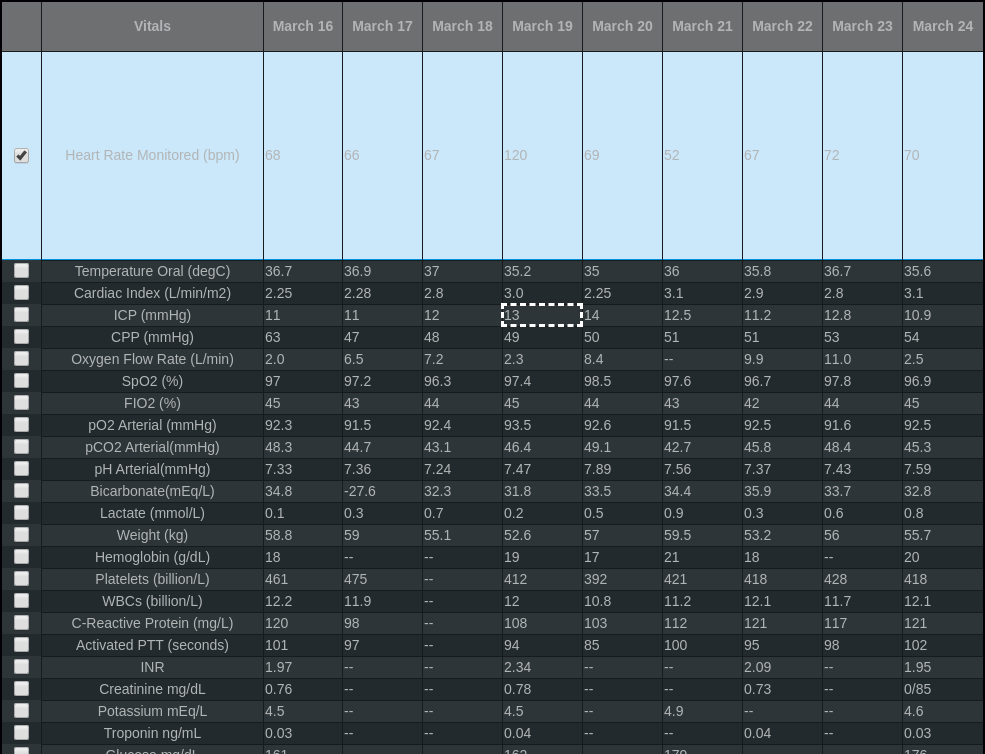 Vitals March 16 March 17 March 18 March 19 March 20 March 21 March 22 March 23 March 24
Heart Rate Monitored (bpm) 68 66 67 120 69 52 67 72 70
Temperature Oral (degC) 36.7 36.9 37 35.2 35 36 35.8 36.7 35.6
Cardiac Index (L/min/m2) 2.25 2.28 2.8 3.0 2.25 3.1 2.9 2.8 3.1
ICP (mmHg) 11 11 12 13 14 12.5 11.2 12.8 10.9
CPP (mmHg) 63 47 48 49 50 51 51 53 54
Oxygen Flow Rate (L/min) 2.0 6.5 7.2 2.3 8.4 -- 9.9 11.0 2.5
SpO2 (%) 97 97.2 96.3 97.4 98.5 97.6 96.7 97.8 96.9
FIO2 (%) 45 43 44 45 44 43 42 44 45
pO2 Arterial (mmHg) 92.3 91.5 92.4 93.5 92.6 91.5 92.5 91.6 92.5
pCO2 Arterial(mmHg) 48.3 44.7 43.1 46.4 49.1 42.7 45.8 48.4 45.3
pH Arterial(mmHg) 7.33 7.36 7.24 7.47 7.89 7.56 7.37 7.43 7.59
Bicarbonate(mEq/L) 34.8 -27.6 32.3 31.8 33.5 34.4 35.9 33.7 32.8
Lactate (mmol/L) 0.1 0.3 0.7 0.2 0.5 0.9 0.3 0.6 0.8
Weight (kg) 58.8 59 55.1 52.6 57 59.5 53.2 56 55.7
Hemoglobin (g/dL) 18 -- -- 19 17 21 18 -- 20
Platelets (billion/L) 461 475 -- 412 392 421 418 428 418
WBCs (billion/L) 12.2 11.9 -- 12 10.8 11.2 12.1 11.7 12.1
C-Reactive Protein (mg/L) 120 98 -- 108 103 112 121 117 121
Activated PTT (seconds) 101 97 -- 94 85 100 95 98 102
INR 1.97 -- -- 2.34 -- -- 2.09 -- 1.95
Creatinine mg/dL 0.76 -- -- 0.78 -- -- 0.73 -- 0/85
Potassium mEq/L 4.5 -- -- 4.5 -- 4.9 -- -- 4.6
Troponin ng/mL 0.03 -- -- 0.04 -- -- 0.04 -- 0.03